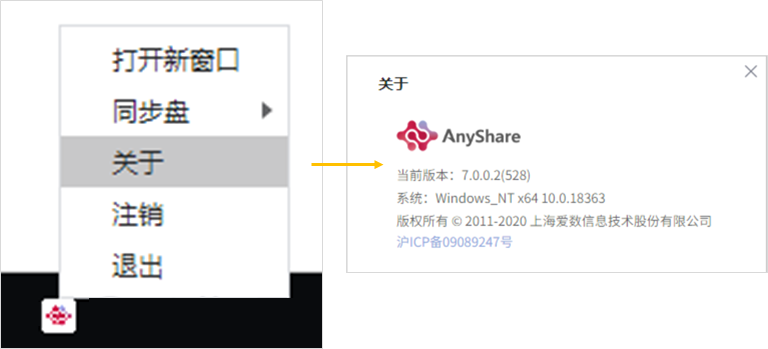 打开新窗口
同步盘
关于
注销
退出
关于
AnyShare
当前版本：7.0.0.2(528)
系统：Windows_NT x64 10.0.18363
版权所有 © 2011-2020 上海爱数信息技术股份有限公司
沪ICP备09089247号